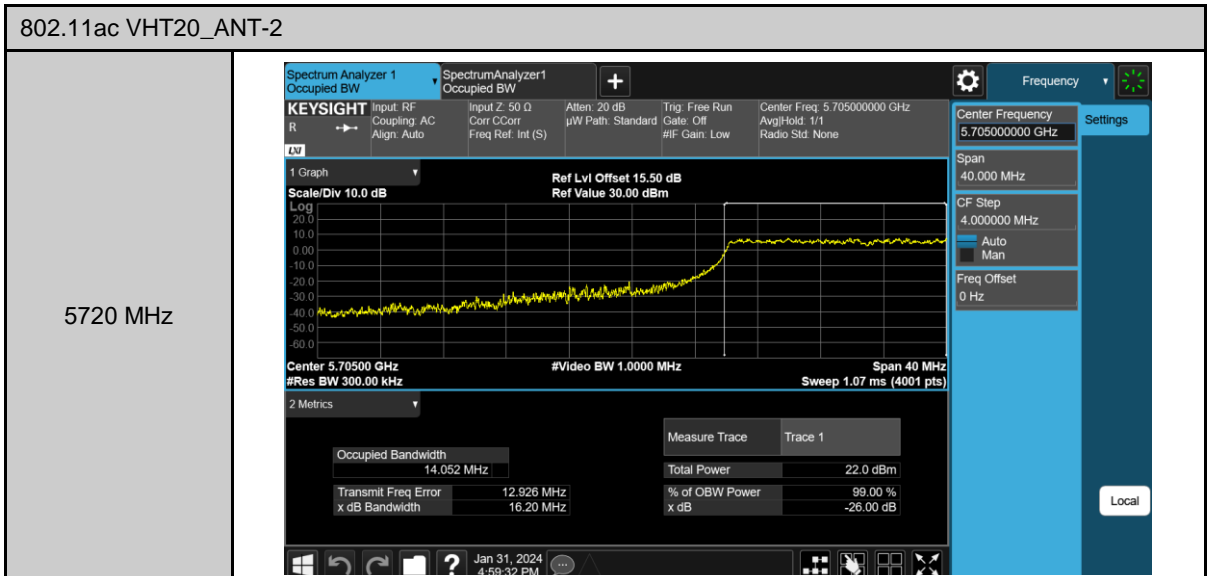 802.11ac VHT20_ANT-2
5720 MHz
Spectrum Analyzer 1
Occupied BW
SpectrumAnalyzer1
Occupied BW
Frequency
KEYSIGHT
R
LXI
Input: RF
Coupling: AC
Align: Auto
Input Z: 50 Ω
Corr CCorr
Freq Ref: Int (S)
Atten: 20 dB
µW Path: Standard
Trig: Free Run
Gate: Off
#IF Gain: Low
Center Freq: 5.705000000 GHz
Avg|Hold: 1/1
Radio Std: None
Center Frequency
5.705000000 GHz
Settings
Span
40.000 MHz
CF Step
4.000000 MHz
Auto
Man
Freq Offset
0 Hz
Local
1 Graph
Scale/Div 10.0 dB
Ref Lvl Offset 15.50 dB
Ref Value 30.00 dBm
Log
20.0
10.0
0.00
-10.0
-20.0
-30.0
-40.0
-50.0
-60.0
Center 5.70500 GHz
#Res BW 300.00 kHz
#Video BW 1.0000 MHz
Span 40 MHz
Sweep 1.07 ms (4001 pts)
2 Metrics
Measure Trace Trace 1
Occupied Bandwidth
14.052 MHz
Total Power 22.0 dBm
Transmit Freq Error 12.926 MHz
% of OBW Power 99.00 %
x dB Bandwidth 16.20 MHz
x dB -26.00 dB
?
Jan 31, 2024
4:59:32 PM